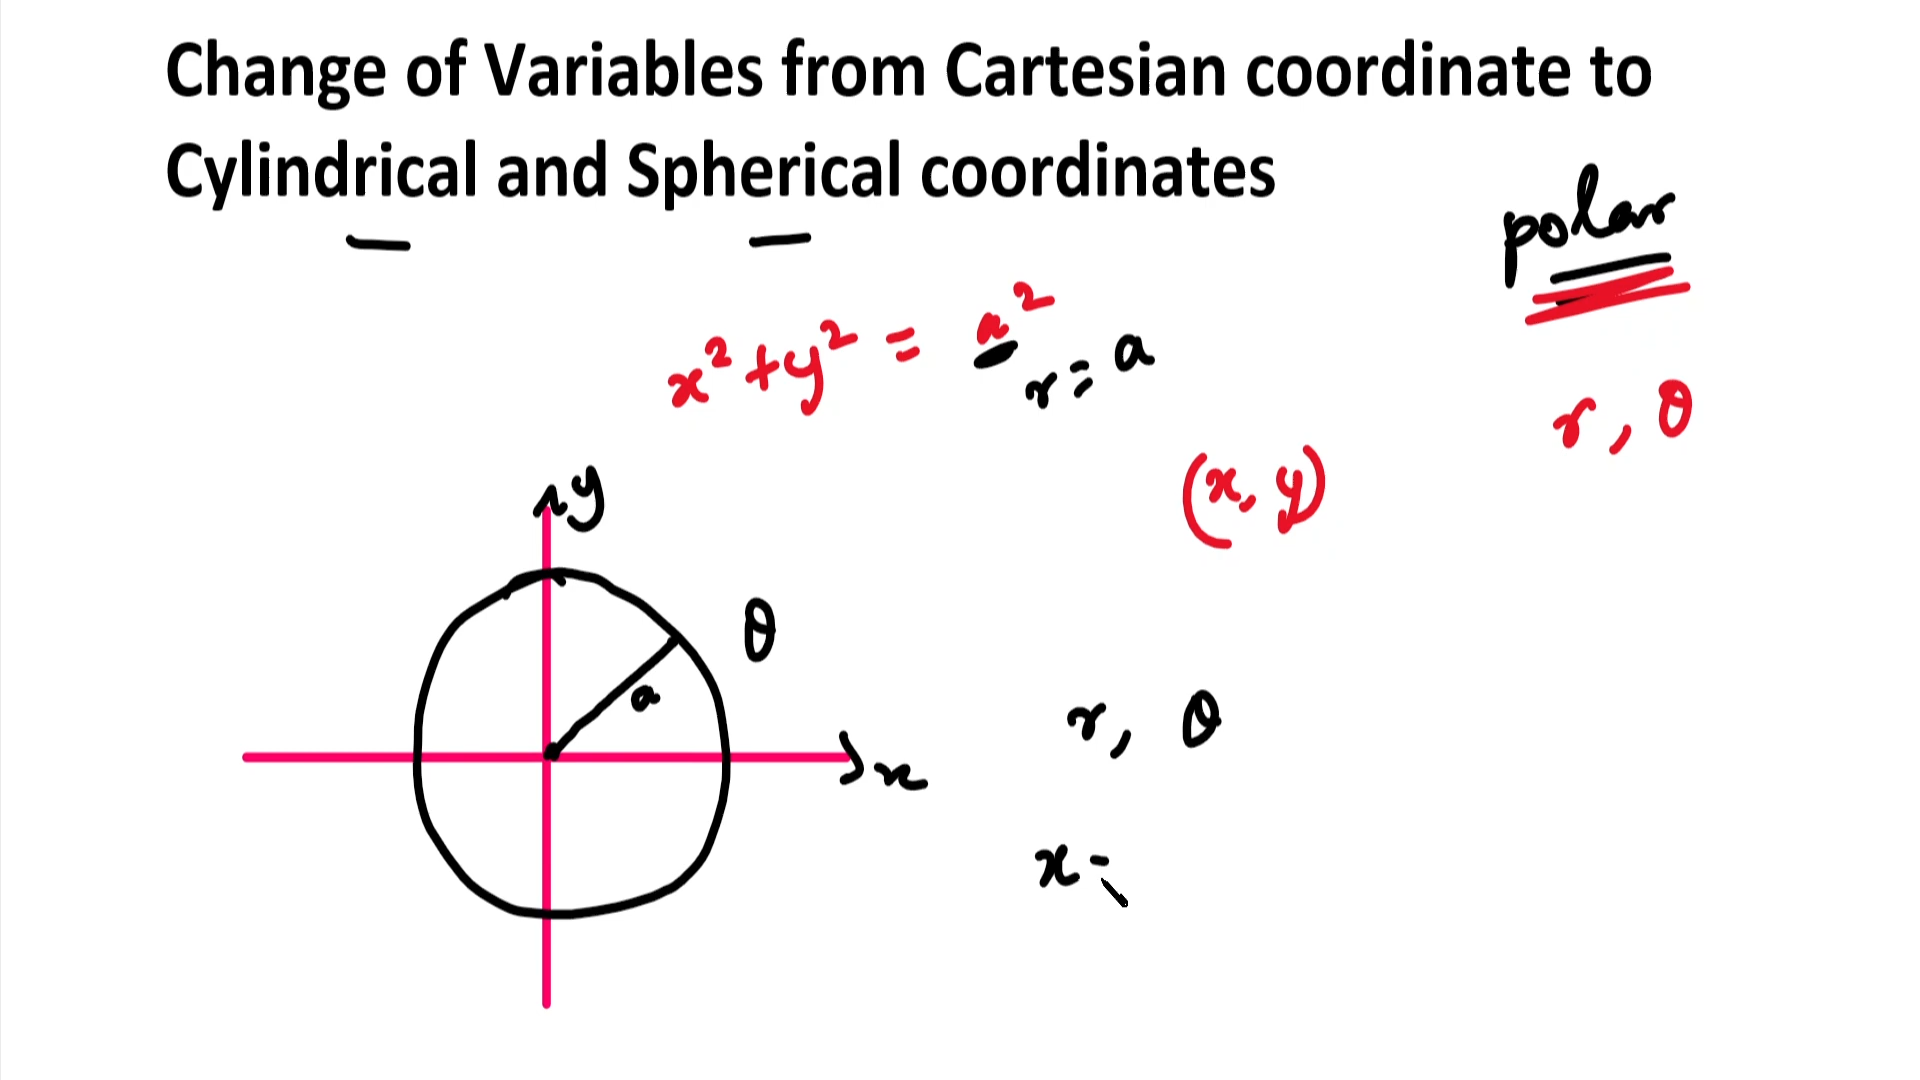 Change of Variables from Cartesian coordinate to
Cylindrical and Spherical coordinates
polar
x² + y² = a²
r = a
r, θ
(x, y)
y
θ
a
r, θ
x
x =